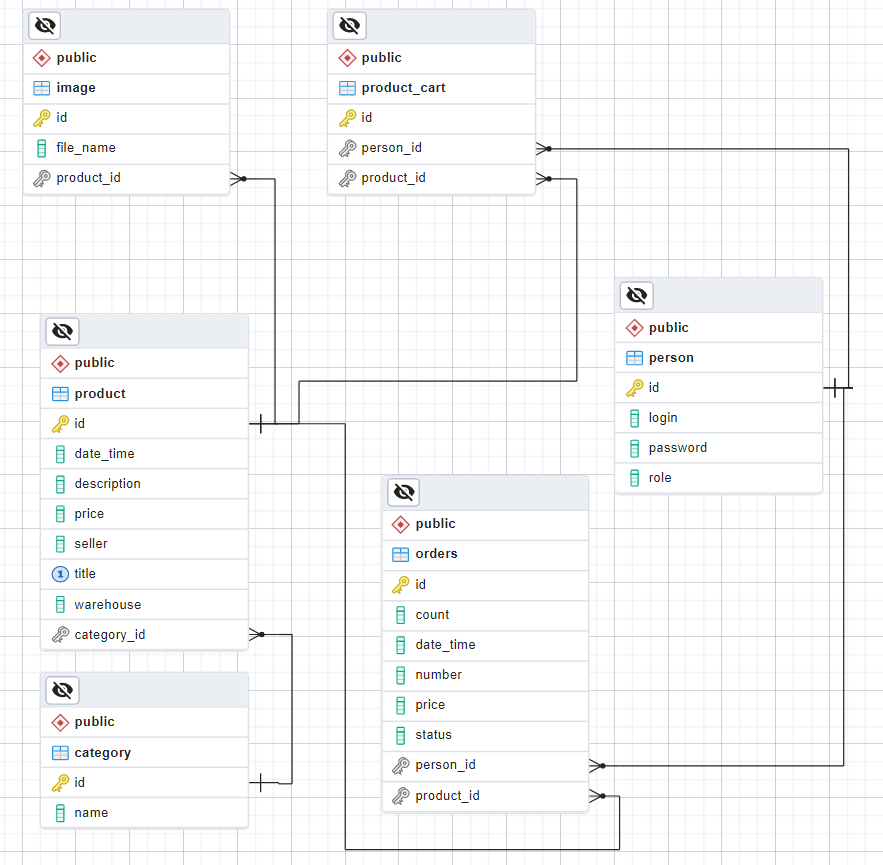 public
image
id
file_name
product_id
public
product_cart
id
person_id
product_id
public
person
id
login
password
role
public
product
id
date_time
description
price
seller
1 title
warehouse
category_id
public
orders
id
count
date_time
number
price
status
person_id
product_id
public
category
id
name